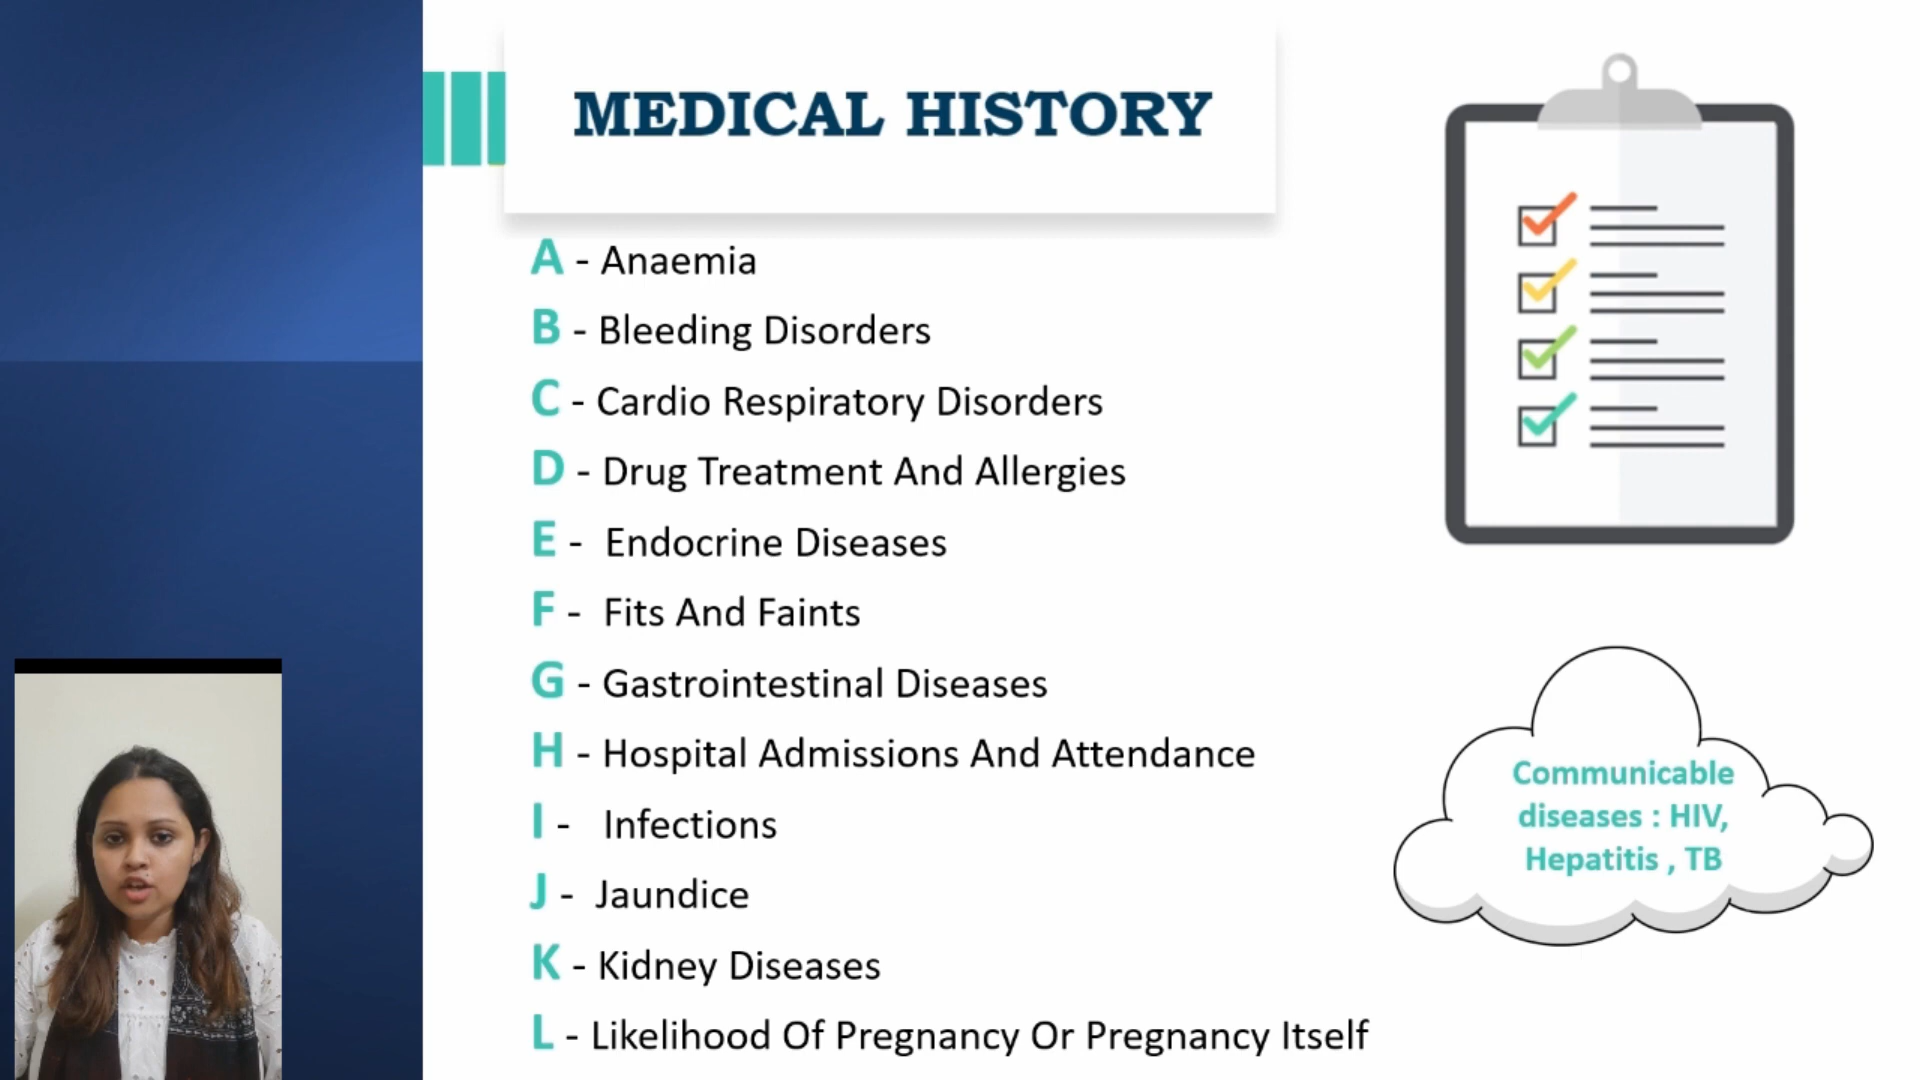 MEDICAL HISTORY
A - Anaemia
B - Bleeding Disorders
C - Cardio Respiratory Disorders
D - Drug Treatment And Allergies
E - Endocrine Diseases
F - Fits And Faints
G - Gastrointestinal Diseases
H - Hospital Admissions And Attendance
I - Infections
J - Jaundice
K - Kidney Diseases
L - Likelihood Of Pregnancy Or Pregnancy Itself
Communicable
diseases : HIV,
Hepatitis , TB